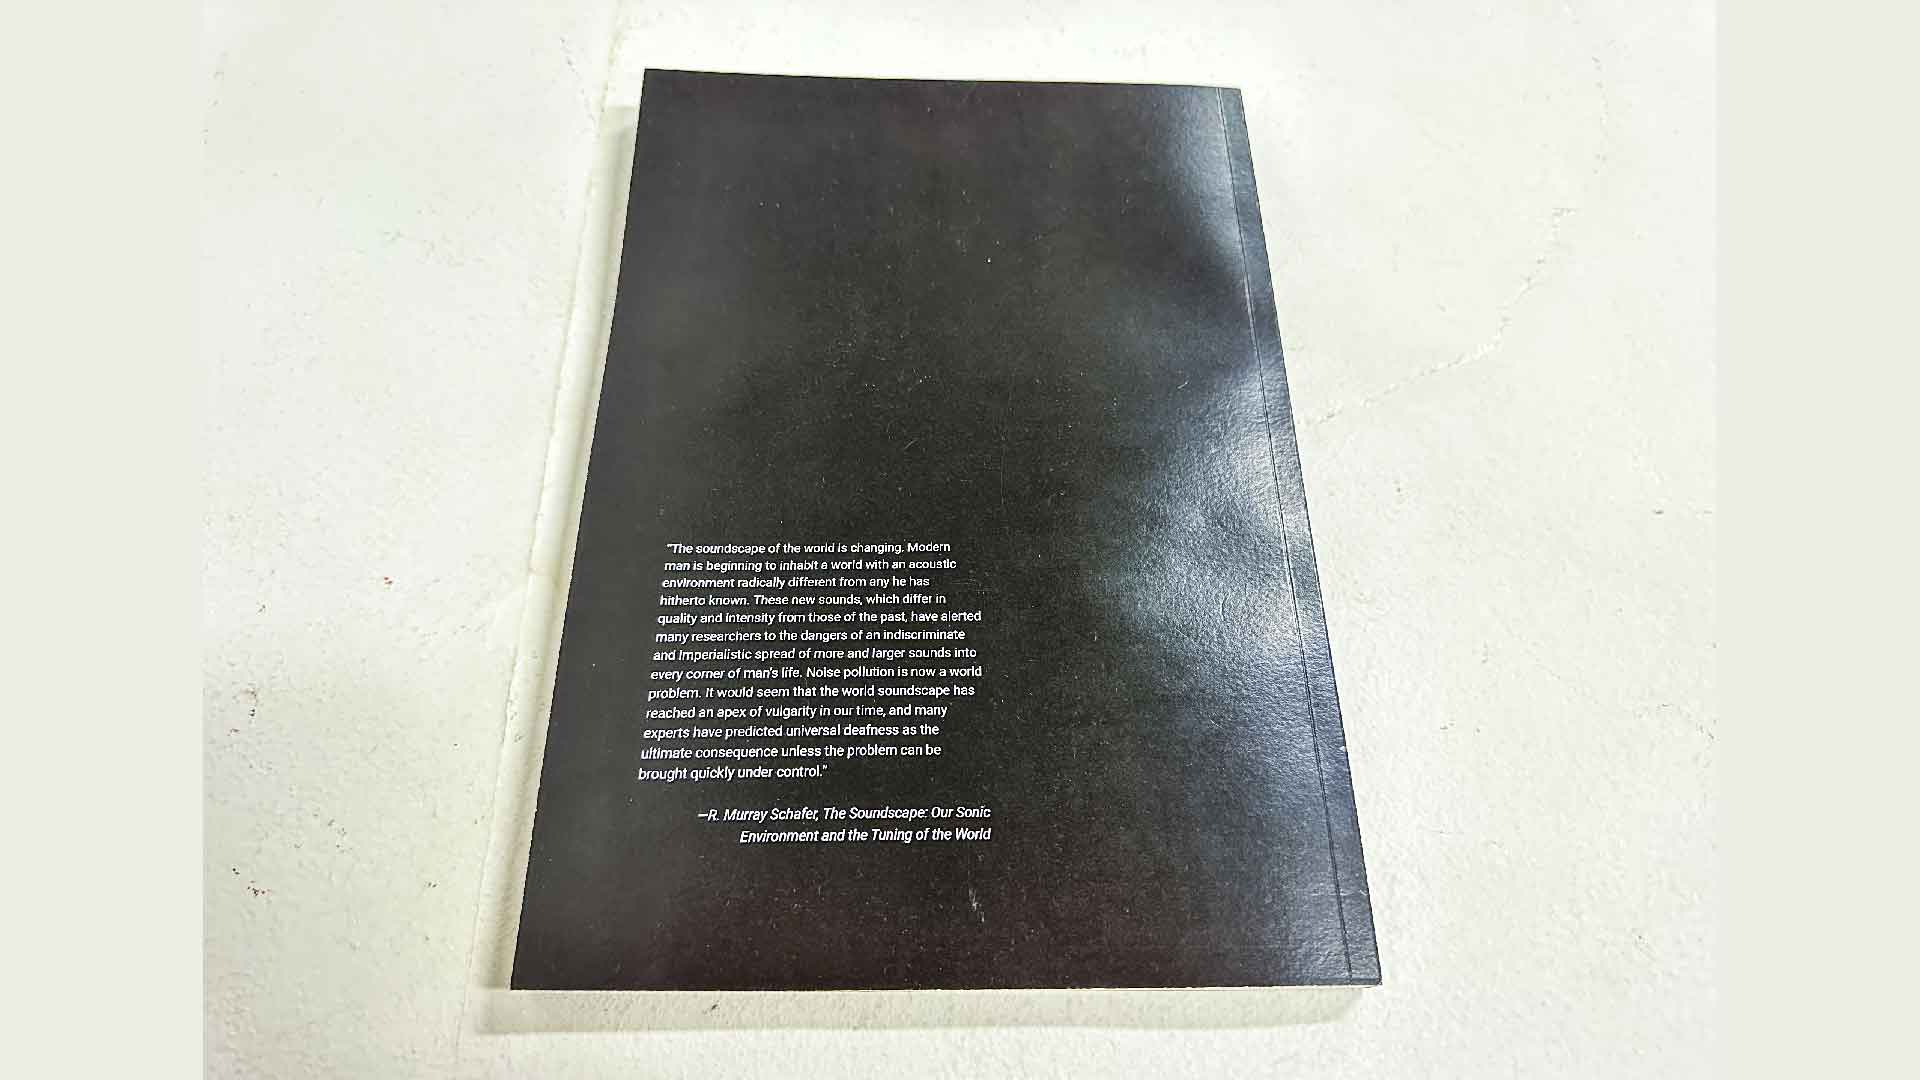 "The soundscape of the world is changing. Modern
man is beginning to inhabit a world with an acoustic
environment radically different from any he has
hitherto known. These new sounds, which differ in
quality and intensity from those of the past, have alerted
many researchers to the dangers of an indiscriminate
and imperialistic spread of more and larger sounds into
every corner of man's life. Noise pollution is now a world
problem. It would seem that the world soundscape has
reached an apex of vulgarity in our time, and many
experts have predicted universal deafness as the
ultimate consequence unless the problem can be
brought quickly under control."
—R. Murray Schafer, The Soundscape: Our Sonic
Environment and the Tuning of the World